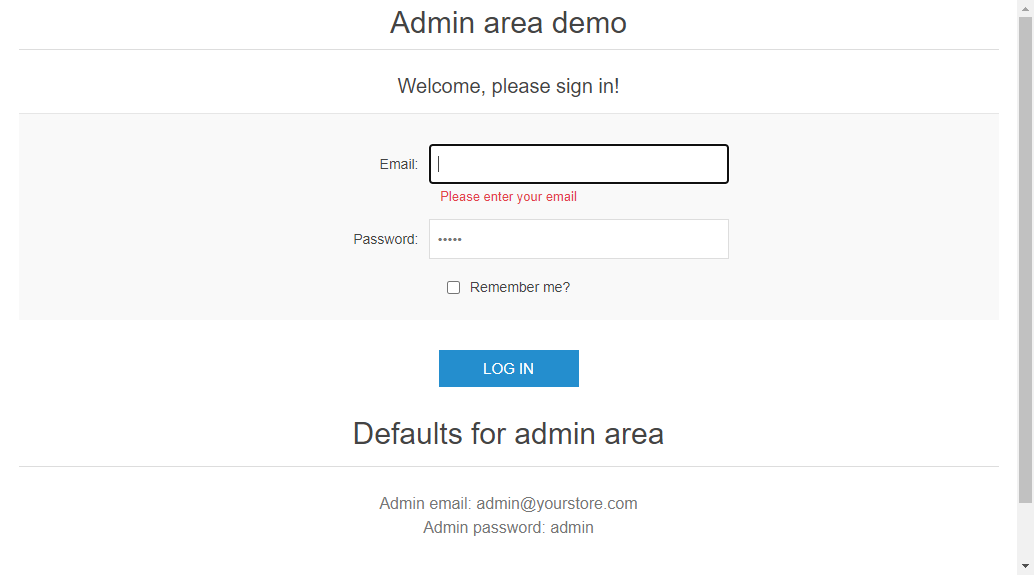 Admin area demo
Welcome, please sign in!
Email:
Please enter your email
Password: •••••
Remember me?
LOG IN
Defaults for admin area
Admin email: admin@yourstore.com
Admin password: admin